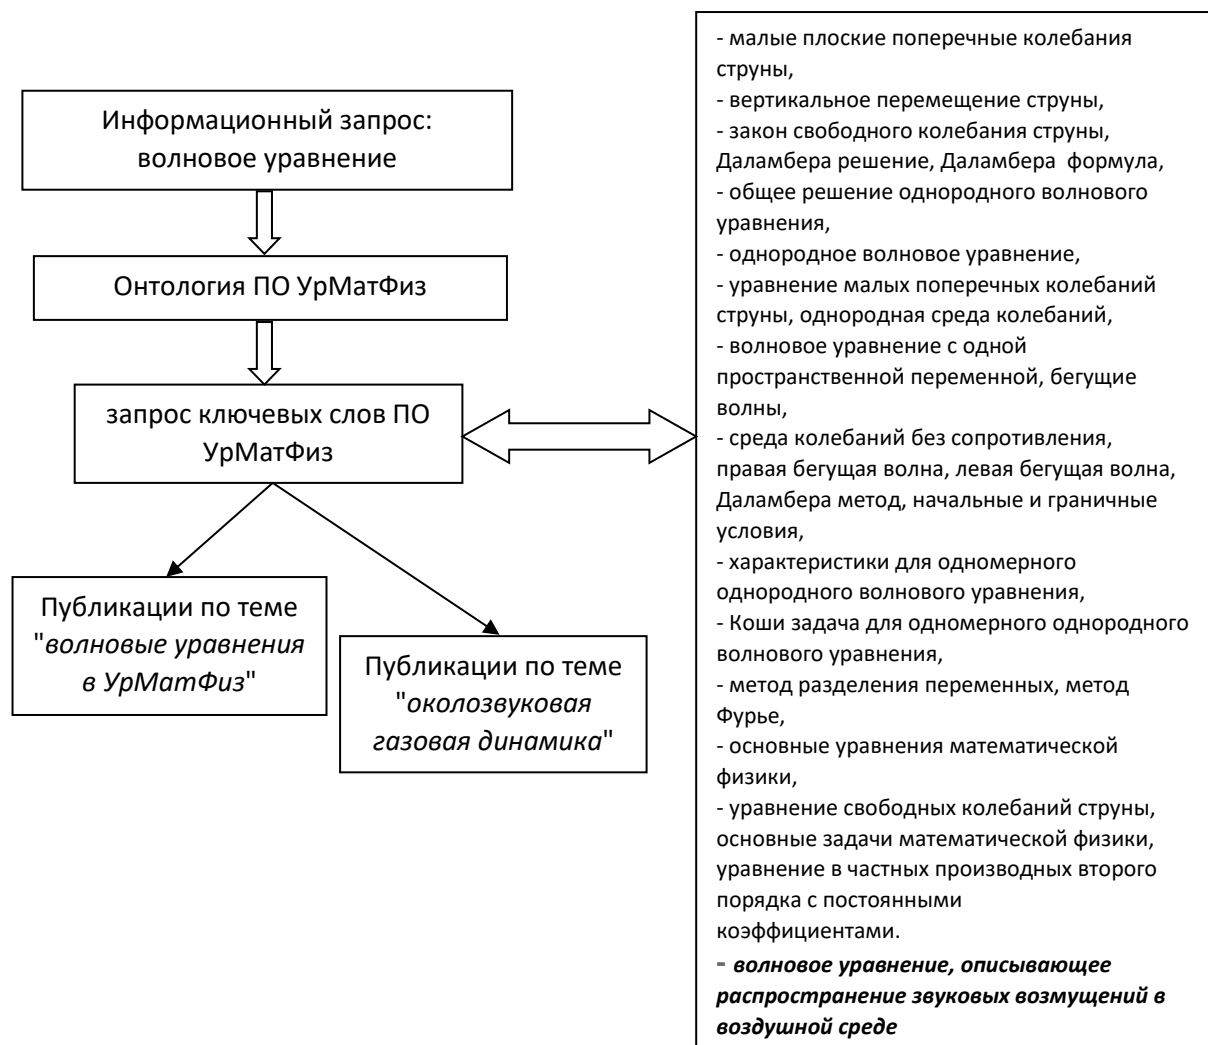 Информационный запрос:
волновое уравнение
Онтология ПО УрМатФиз
запрос ключевых слов ПО
УрМатФиз
Публикации по теме
"волновые уравнения
в УрМатФиз"
Публикации по теме
"околозвуковая
газовая динамика"
- малые плоские поперечные колебания
струны,
- вертикальное перемещение струны,
- закон свободного колебания струны,
Даламбера решение, Даламбера формула,
- общее решение однородного волнового
уравнения,
- однородное волновое уравнение,
- уравнение малых поперечных колебаний
струны, однородная среда колебаний,
- волновое уравнение с одной
пространственной переменной, бегущие
волны,
- среда колебаний без сопротивления,
правая бегущая волна, левая бегущая волна,
Даламбера метод, начальные и граничные
условия,
- характеристики для одномерного
однородного волнового уравнения,
- Коши задача для одномерного однородного
волнового уравнения,
- метод разделения переменных, метод
Фурье,
- основные уравнения математической
физики,
- уравнение свободных колебаний струны,
основные задачи математической физики,
уравнение в частных производных второго
порядка с постоянными
коэффициентами.
- волновое уравнение, описывающее
распространение звуковых возмущений в
воздушной среде